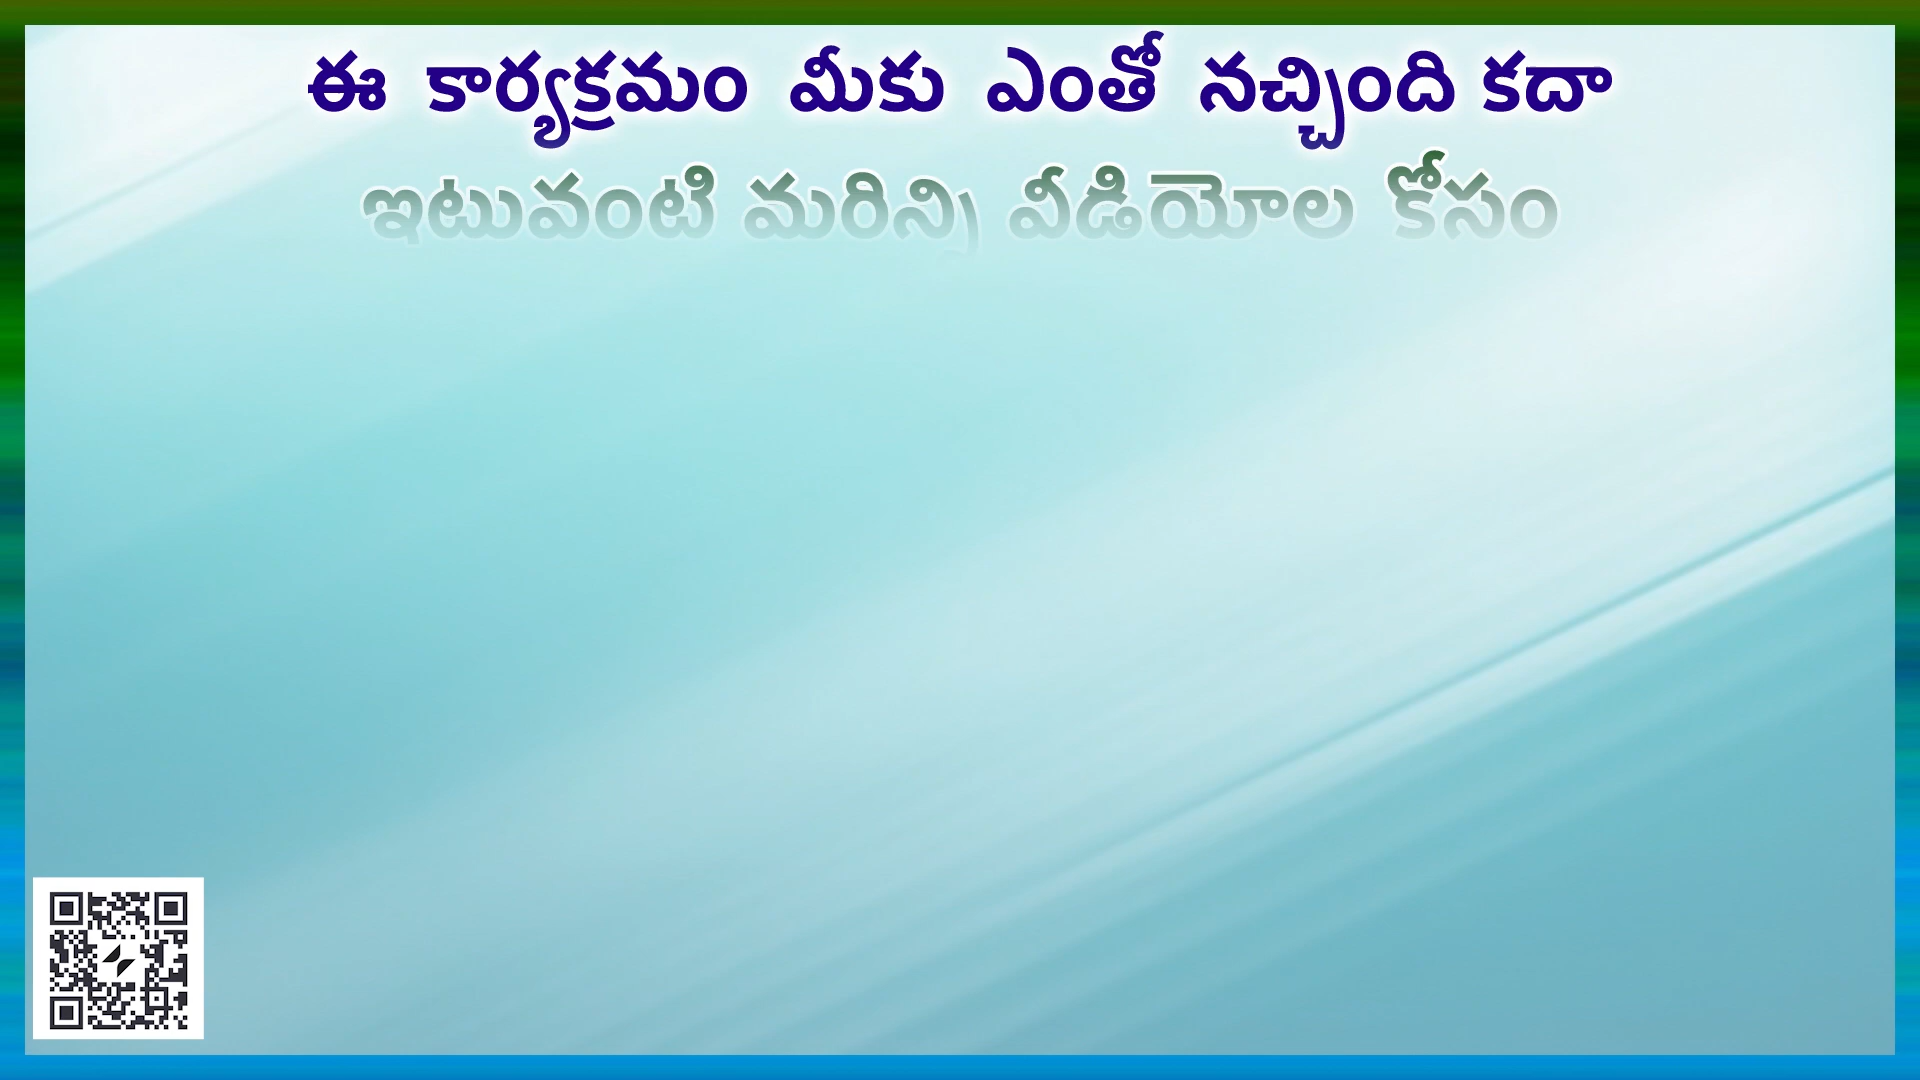 ఈ కార్యక్రమం మీకు ఎంతో నచ్చింది కదా
ఇటువంటి మరిన్ని వీడియోల కోసం